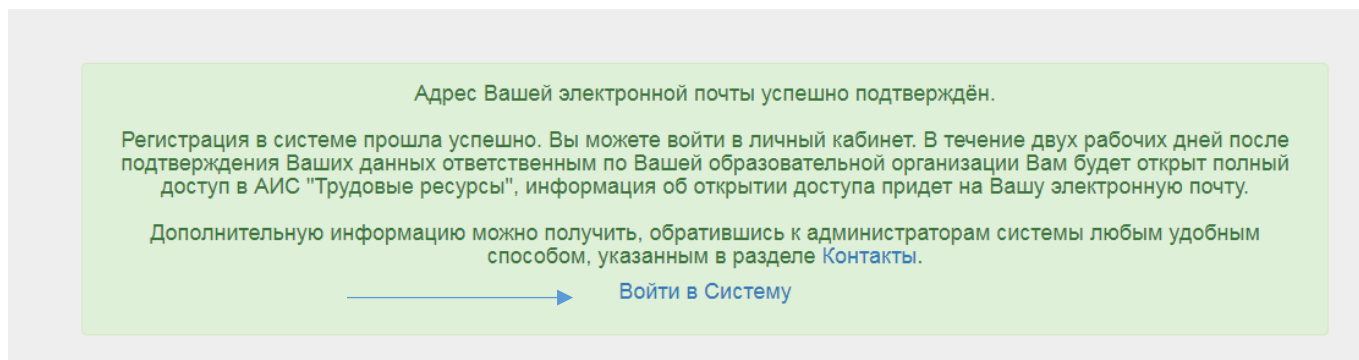 Адрес Вашей электронной почты успешно подтверждён.
Регистрация в системе прошла успешно. Вы можете войти в личный кабинет. В течение двух рабочих дней после
подтверждения Ваших данных ответственным по Вашей образовательной организации Вам будет открыт полный
доступ в АИС "Трудовые ресурсы", информация об открытии доступа придет на Вашу электронную почту.
Дополнительную информацию можно получить, обратившись к администраторам системы любым удобным
способом, указанным в разделе Контакты.
Войти в Систему